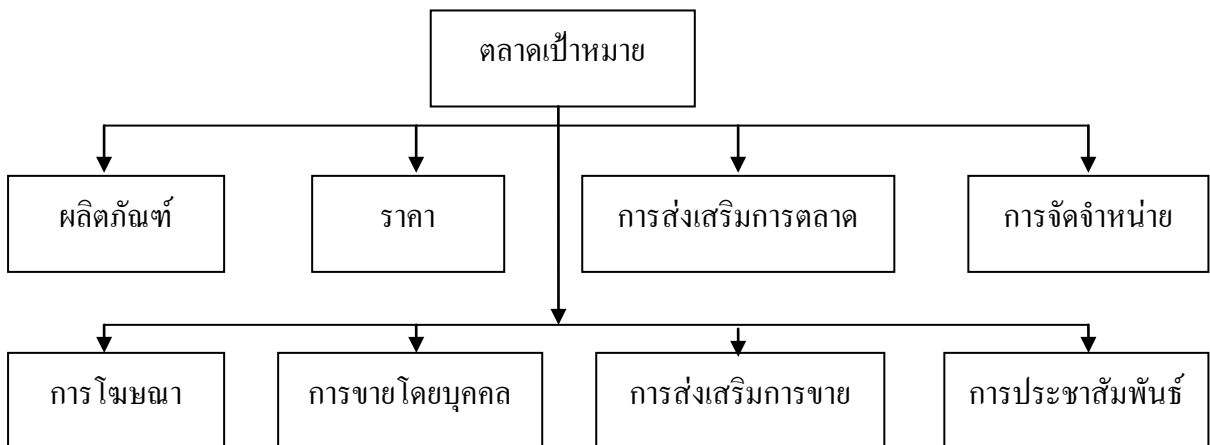 ตลาดเป้าหมาย
ผลิตภัณฑ์
ราคา
การส่งเสริมการตลาด
การจัดจำหน่าย
การโฆษณา
การขายโดยบุคคล
การส่งเสริมการขาย
การประชาสัมพันธ์